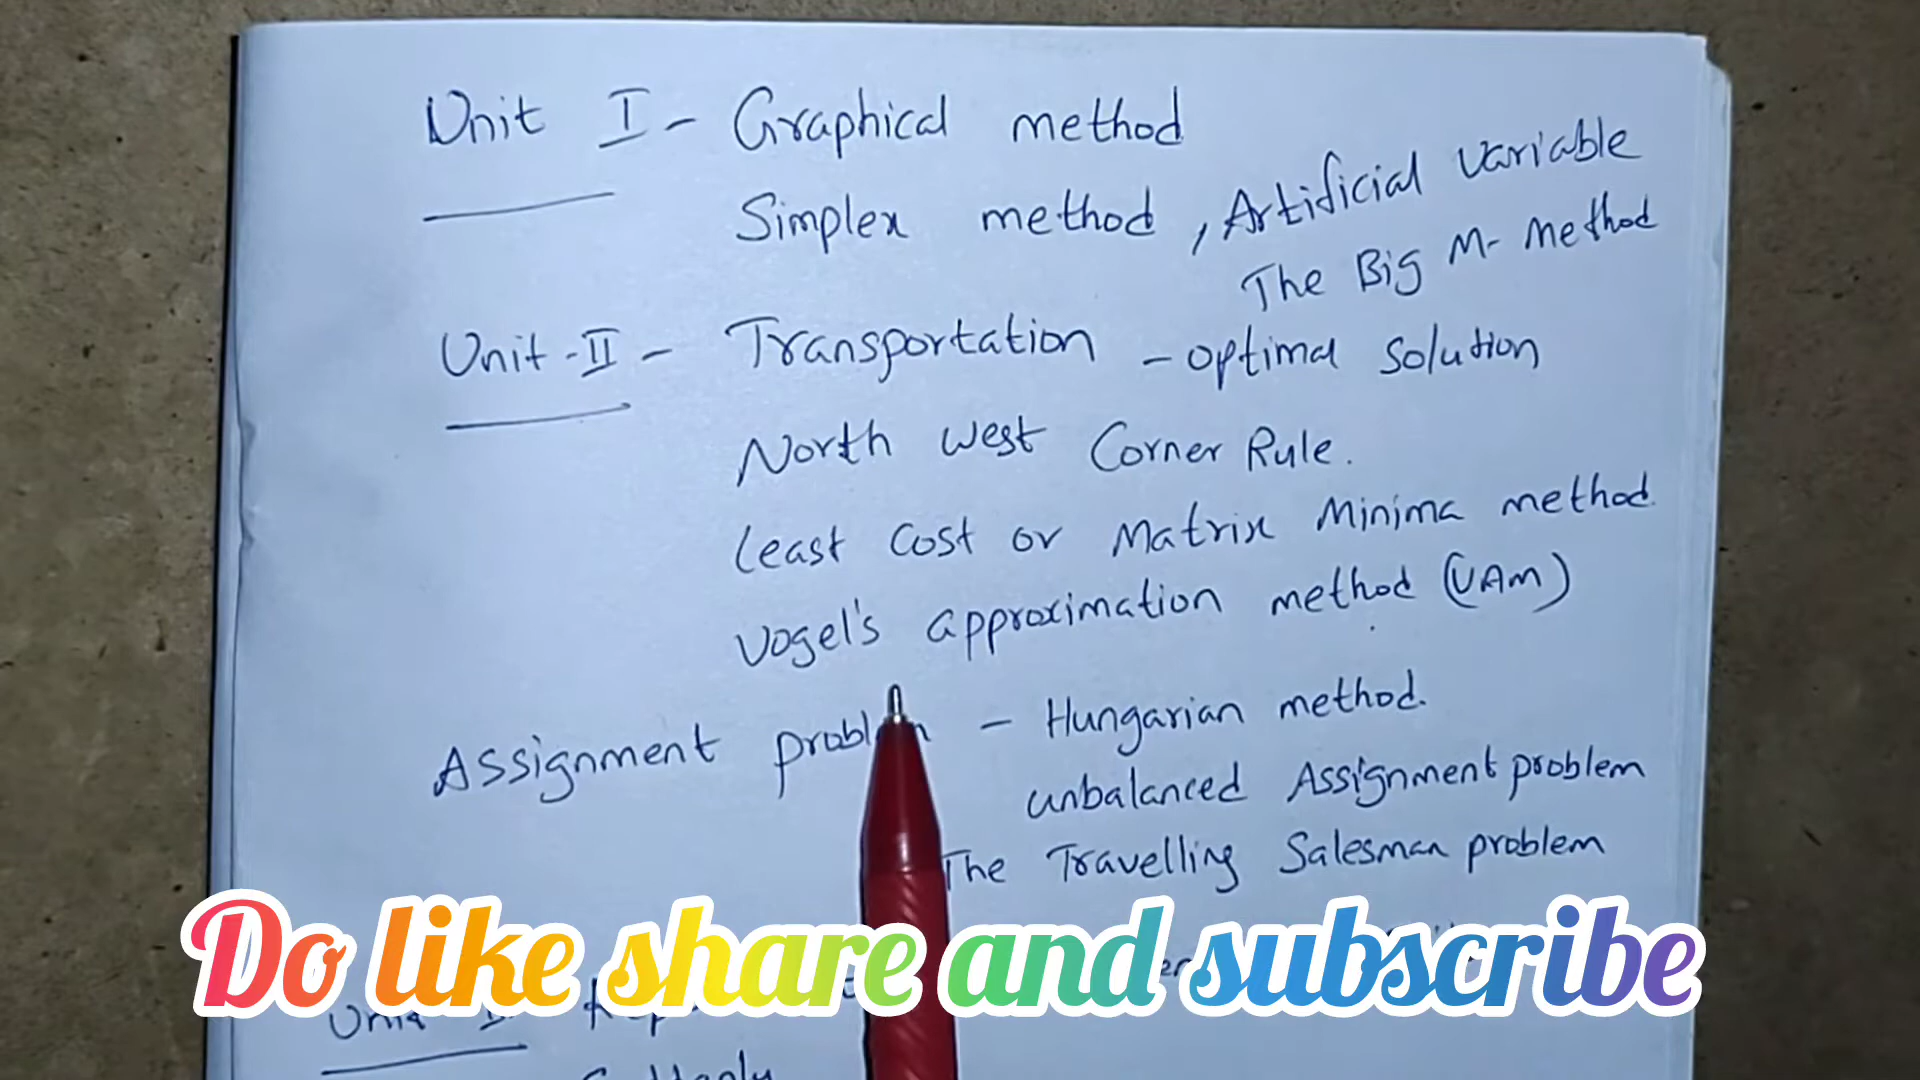 Unit I - Graphical method
Simplex method, Artificial variable
The Big M- Method
Unit-II - Transportation - optimal solution
North West Corner Rule.
Least Cost or Matrix Minima method
Vogel's approximation method (VAM)
Assignment problem - Hungarian method.
unbalanced Assignment problem
The Travelling Salesman problem
Do like share and subscribe
Unit